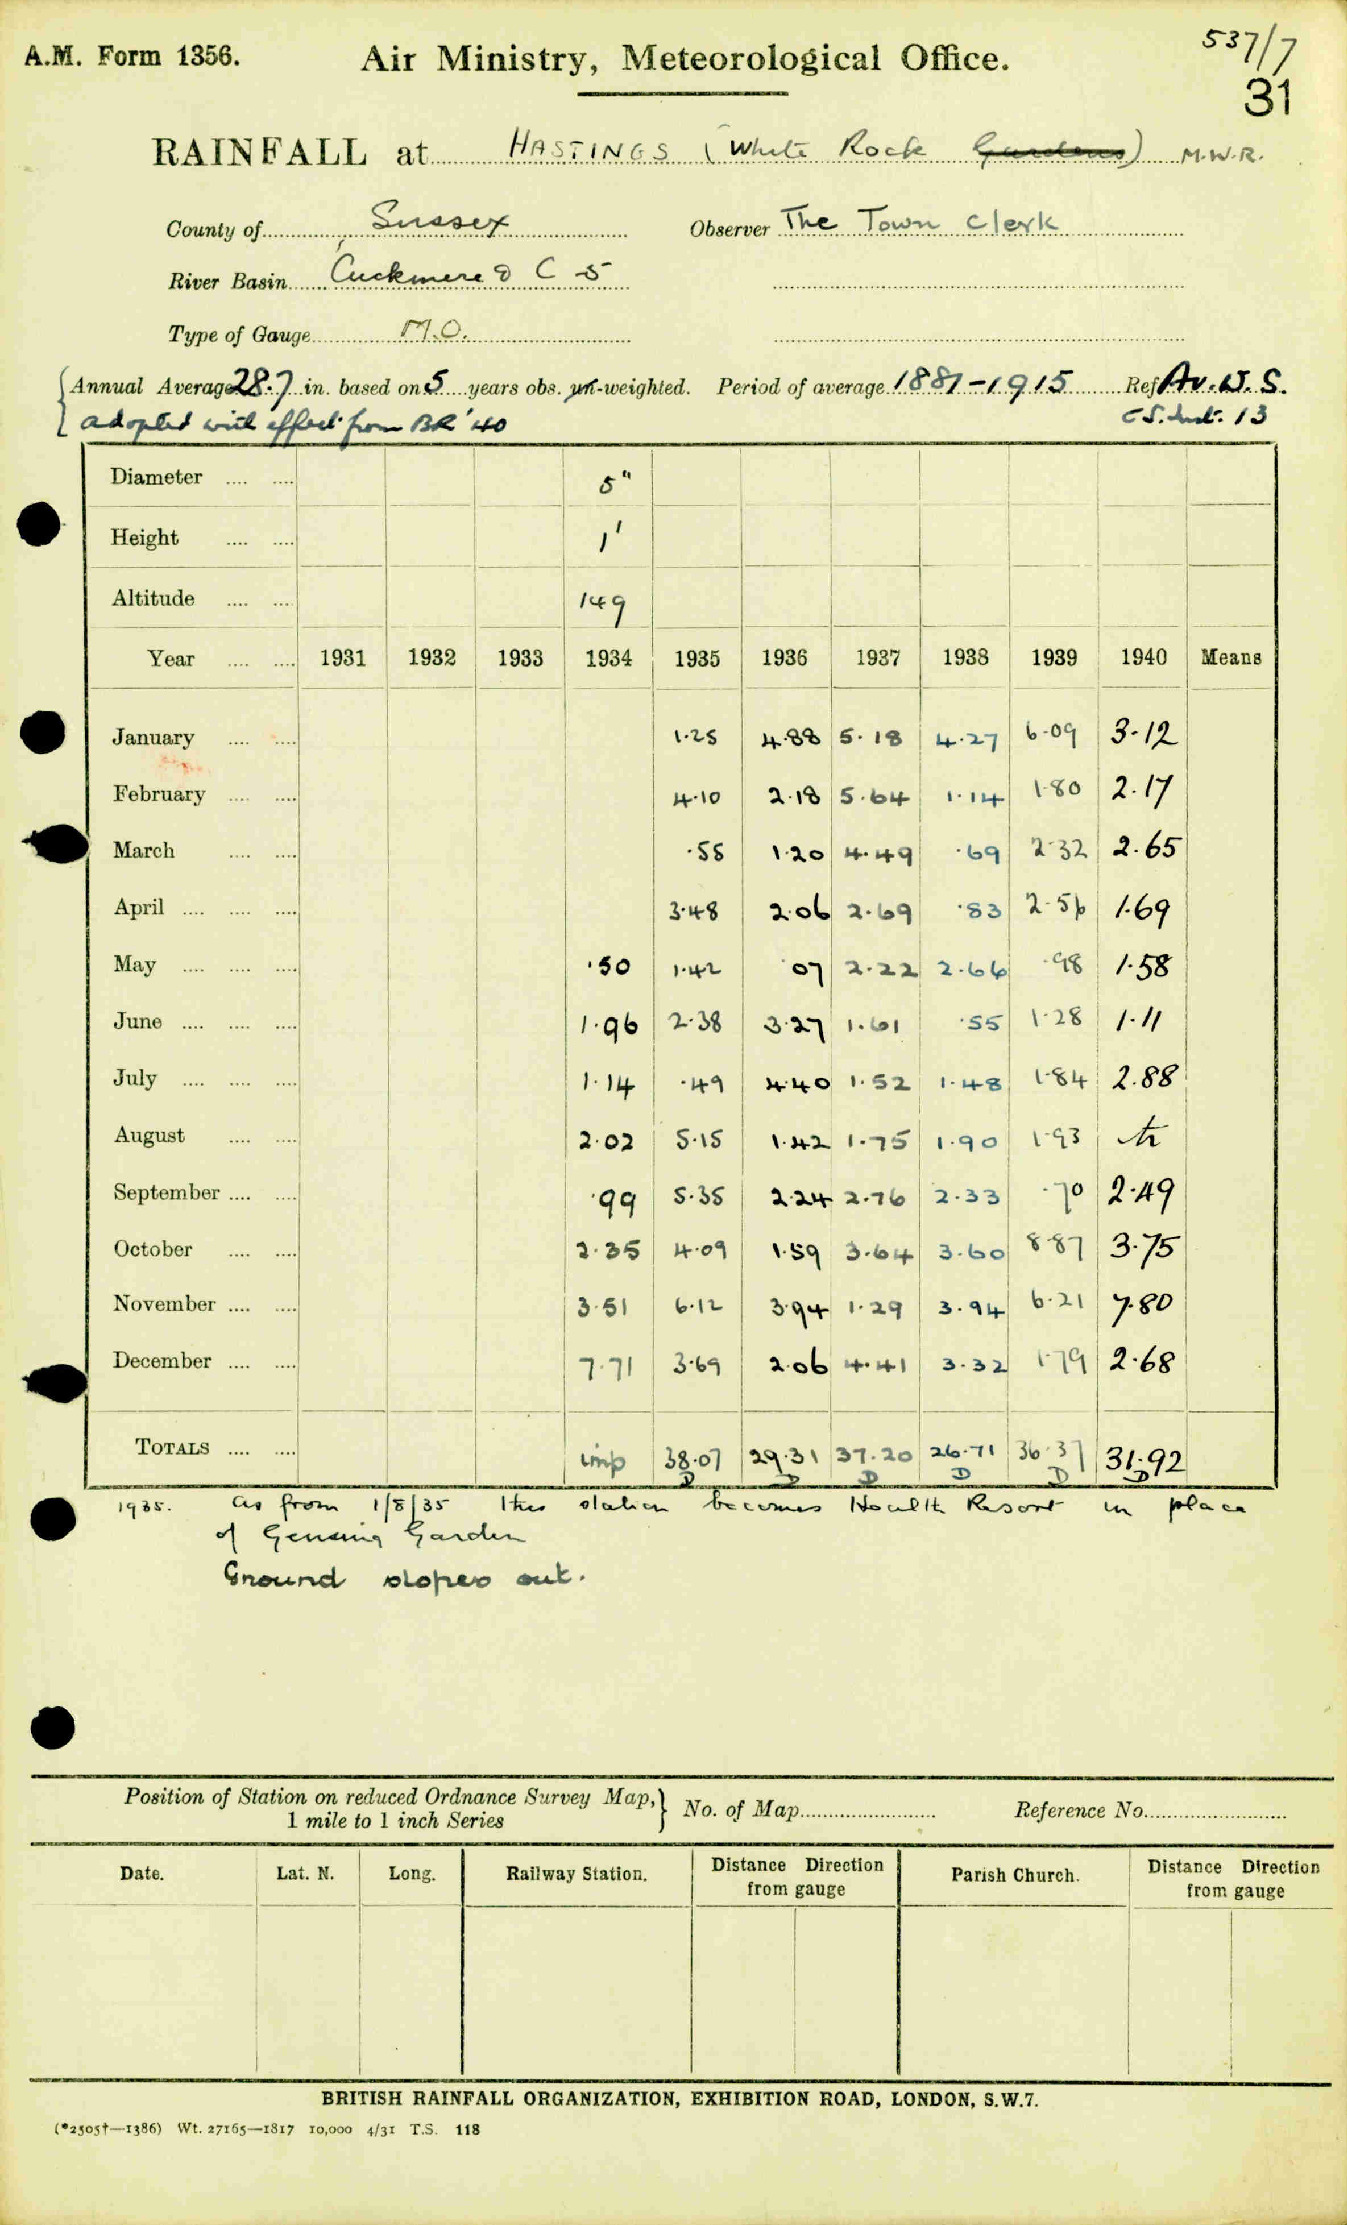 A.M. Form 1356. Air Ministry, Meteorological Office. 537/7
31
RAINFALL at HASTINGS (White Rock Gardens) M.W.R.
County of Sussex Observer The Town Clerk
River Basin Cuckmere & C -5
Type of Gauge M.O.
Annual Average 28.7 in. based on 5 years obs. un-weighted. Period of average 1881-1915 Ref Av. W. S.
adopted with effect from BR '40 13
Diameter .... .... 5"
Height .... .... 1'
Altitude .... .... 149
Year .... .... 1931 1932 1933 1934 1935 1936 1937 1938 1939 1940 Means
January .... .... 1.25 4.88 5.18 4.27 6.09 3.12
February .... .... 4.10 2.18 5.64 1.14 1.80 2.17
March .... .... .55 1.20 4.49 .69 2.32 2.65
April .... .... .... 3.48 2.06 2.69 .83 2.56 1.69
May .... .... .... .50 1.42 .07 2.22 2.66 .98 1.58
June .... .... .... 1.96 2.38 3.27 1.61 .55 1.28 1.11
July .... .... .... 1.14 .49 4.40 1.52 1.48 1.84 2.88
August .... .... 2.02 5.15 1.42 1.75 1.90 1.93 tr
September .... .... .99 5.35 2.24 2.76 2.33 .70 2.49
October .... .... 2.35 4.09 1.59 3.64 3.60 8.87 3.75
November .... .... 3.51 6.12 3.94 1.29 3.94 6.21 7.80
December .... .... 7.71 3.69 2.06 4.41 3.32 1.79 2.68
TOTALS .... .... imp 38.07 29.31 37.20 26.71 36.37 31.92
D D D D D D
1935. as from 1/8/35 this station becomes Health Resort in place
of Gensing Garden
Ground slopes out.
Position of Station on reduced Ordnance Survey Map, 1 mile to 1 inch Series } No. of Map Reference No.
Date. Lat. N. Long. Railway Station. Distance Direction from gauge Parish Church. Distance Direction from gauge
BRITISH RAINFALL ORGANIZATION, EXHIBITION ROAD, LONDON, S.W.7.
(*2505†—1386) Wt. 27165—1817 10,000 4/31 T.S. 118